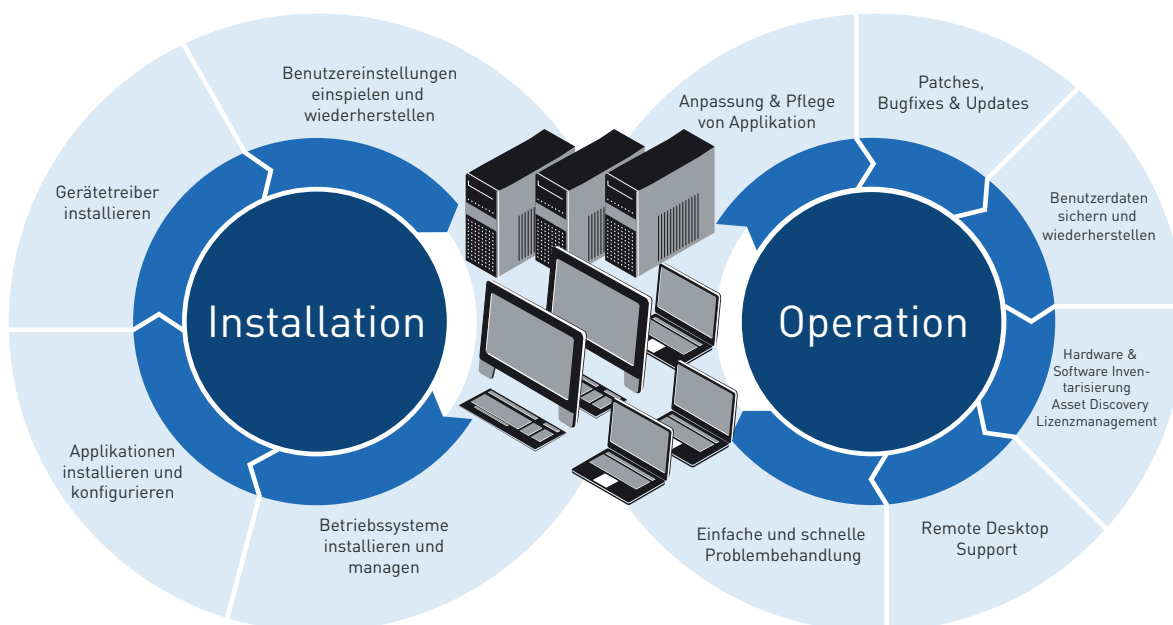 Benutzereinstellungen
einspielen und
wiederherstellen
Gerätetreiber
installieren
Installation
Applikationen
installieren und
konfigurieren
Betriebssysteme
installieren und
managen
Anpassung & Pflege
von Applikation
Patches,
Bugfixes & Updates
Benutzerdaten
sichern und
wiederherstellen
Operation
Hardware &
Software Inven-
tarisierung
Asset Discovery
Lizenzmanagement
Remote Desktop
Support
Einfache und schnelle
Problembehandlung